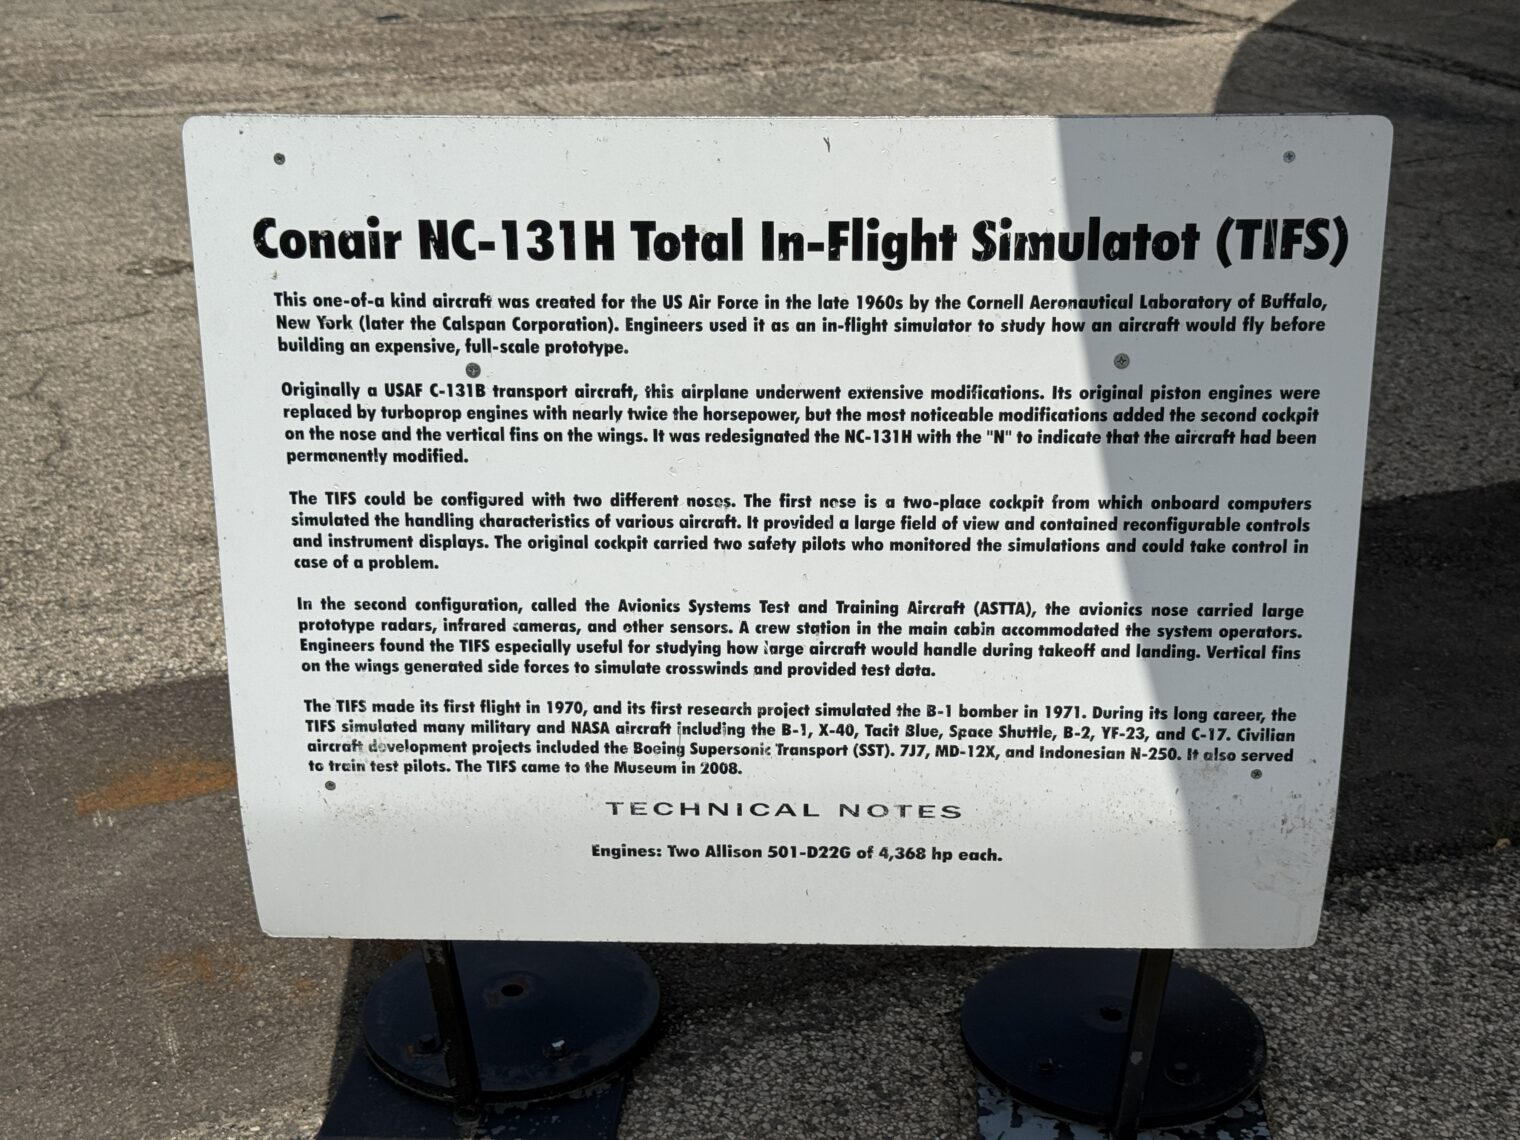 Conair NC-131H Total In-Flight Simulatot (TIFS)
This one-of-a kind aircraft was created for the US Air Force in the late 1960s by the Cornell Aeronautical Laboratory of Buffalo,
New York (later the Calspan Corporation). Engineers used it as an in-flight simulator to study how an aircraft would fly before
building an expensive, full-scale prototype.
Originally a USAF C-131B transport aircraft, this airplane underwent extensive modifications. Its original piston engines were
replaced by turboprop engines with nearly twice the horsepower, but the most noticeable modifications added the second cockpit
on the nose and the vertical fins on the wings. It was redesignated the NC-131H with the "N" to indicate that the aircraft had been
permanently modified.
The TIFS could be configured with two different noses. The first nose is a two-place cockpit from which onboard computers
simulated the handling characteristics of various aircraft. It provided a large field of view and contained reconfigurable controls
and instrument displays. The original cockpit carried two safety pilots who monitored the simulations and could take control in
case of a problem.
In the second configuration, called the Avionics Systems Test and Training Aircraft (ASTTA), the avionics nose carried large
prototype radars, infrared cameras, and other sensors. A crew station in the main cabin accommodated the system operators.
Engineers found the TIFS especially useful for studying how large aircraft would handle during takeoff and landing. Vertical fins
on the wings generated side forces to simulate crosswinds and provided test data.
The TIFS made its first flight in 1970, and its first research project simulated the B-1 bomber in 1971. During its long career, the
TIFS simulated many military and NASA aircraft including the B-1, X-40, Tacit Blue, Space Shuttle, B-2, YF-23, and C-17. Civilian
aircraft development projects included the Boeing Supersonic Transport (SST). 7J7, MD-12X, and Indonesian N-250. It also served
to train test pilots. The TIFS came to the Museum in 2008.
TECHNICAL NOTES
Engines: Two Allison 501-D22G of 4,368 hp each.